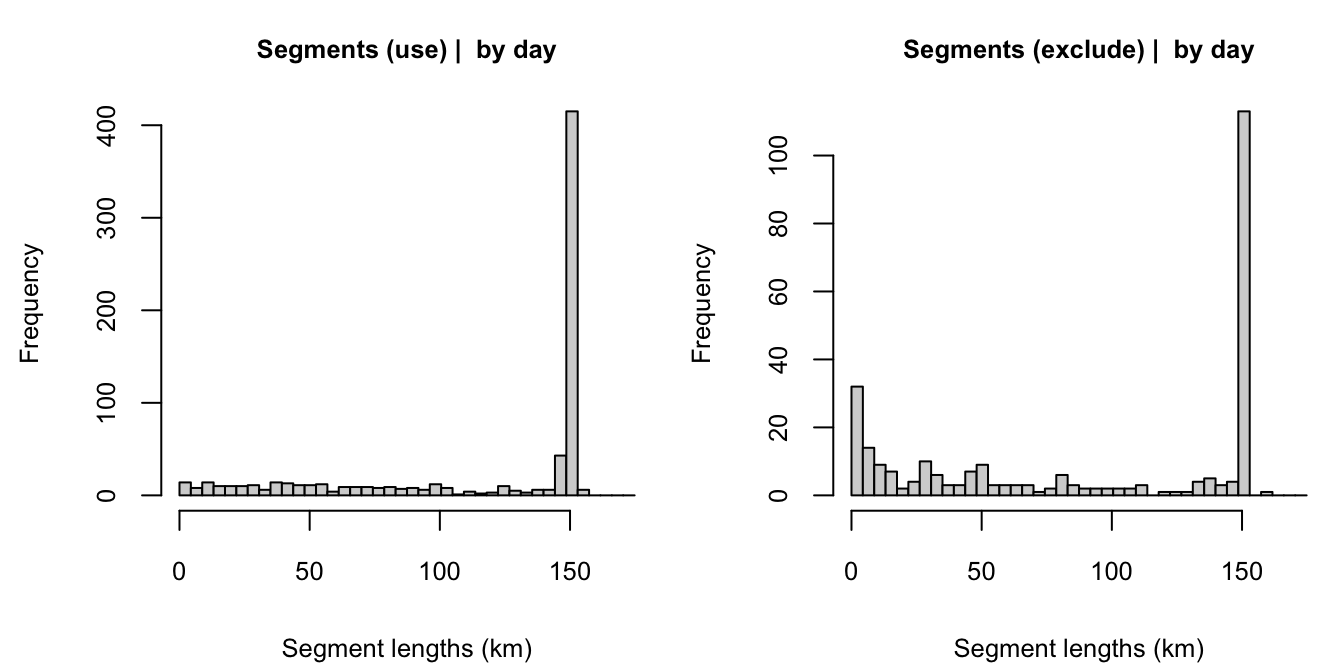 Segments (use) |  by day
Frequency
400
300
200
100
0
0 50 100 150
Segment lengths (km)
Segments (exclude) |  by day
Frequency
100
80
60
40
20
0
0 50 100 150
Segment lengths (km)